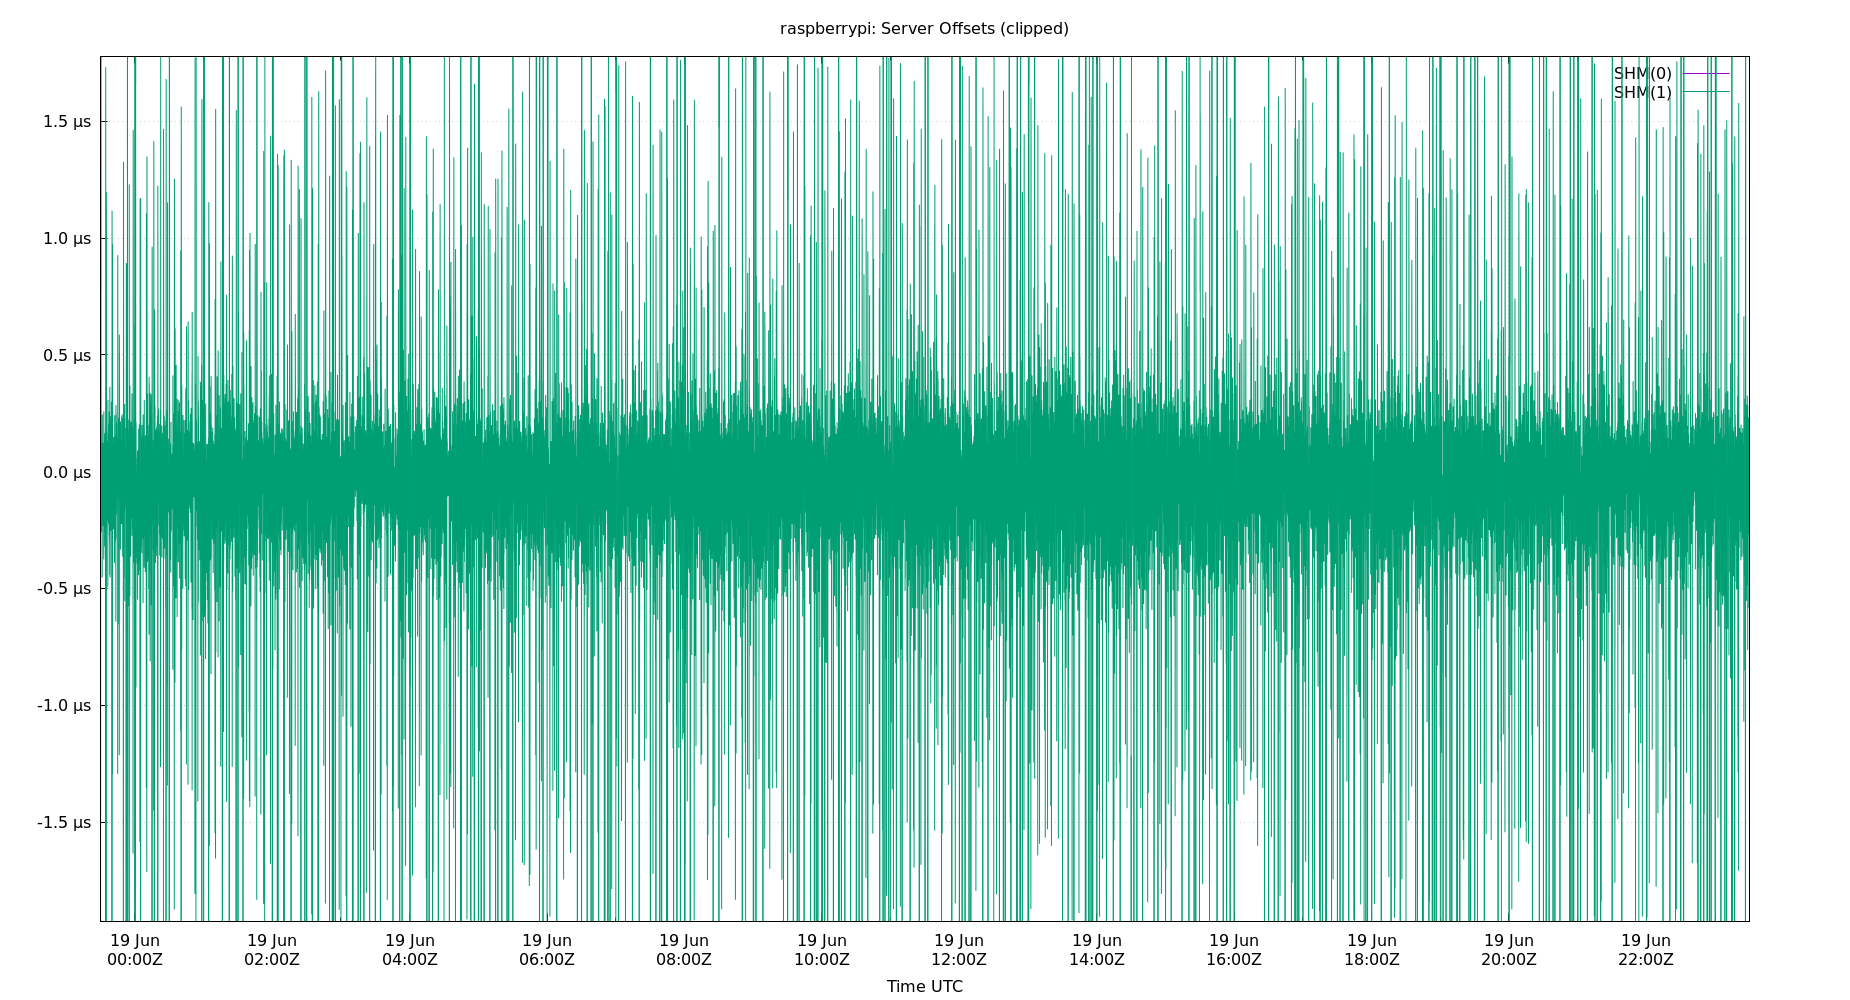 raspberrypi: Server Offsets (clipped)
SHM(0)
SHM(1)
1.5 µs
1.0 µs
0.5 µs
0.0 µs
-0.5 µs
-1.0 µs
-1.5 µs
19 Jun 19 Jun 19 Jun 19 Jun 19 Jun 19 Jun 19 Jun 19 Jun 19 Jun 19 Jun 19 Jun 19 Jun
00:00Z 02:00Z 04:00Z 06:00Z 08:00Z 10:00Z 12:00Z 14:00Z 16:00Z 18:00Z 20:00Z 22:00Z
Time UTC